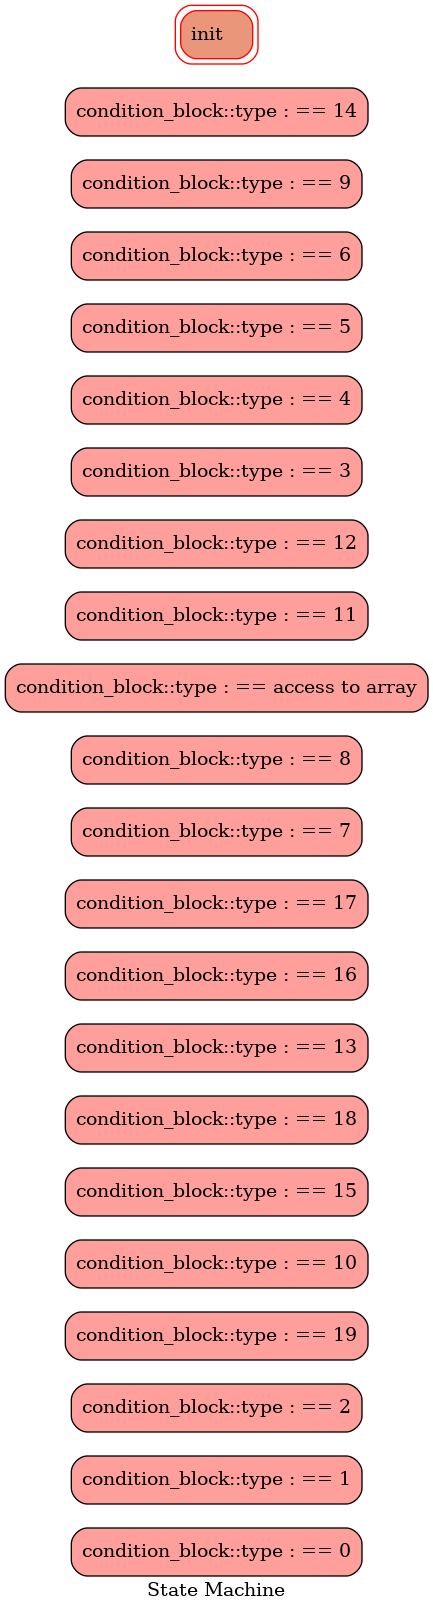 init
condition_block::type : == 14
condition_block::type : == 9
condition_block::type : == 6
condition_block::type : == 5
condition_block::type : == 4
condition_block::type : == 3
condition_block::type : == 12
condition_block::type : == 11
condition_block::type : == access to array
condition_block::type : == 8
condition_block::type : == 7
condition_block::type : == 17
condition_block::type : == 16
condition_block::type : == 13
condition_block::type : == 18
condition_block::type : == 15
condition_block::type : == 10
condition_block::type : == 19
condition_block::type : == 2
condition_block::type : == 1
condition_block::type : == 0
State Machine